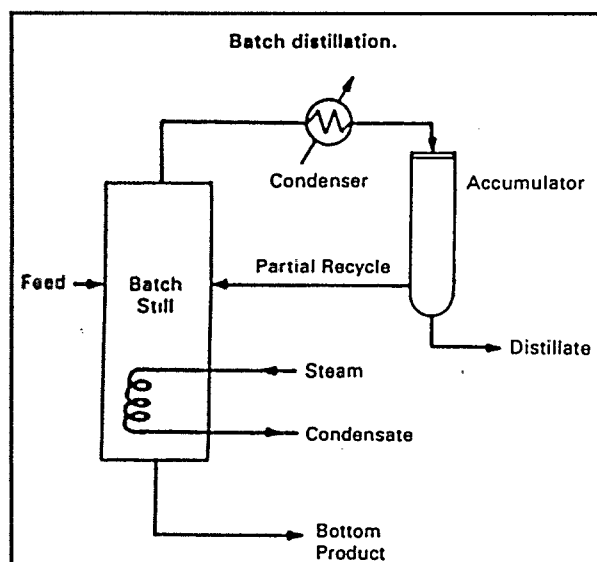 Batch distillation.
Condenser
Accumulator
Partial Recycle
Feed
Batch
Still
Distillate
Steam
Condensate
Bottom
Product